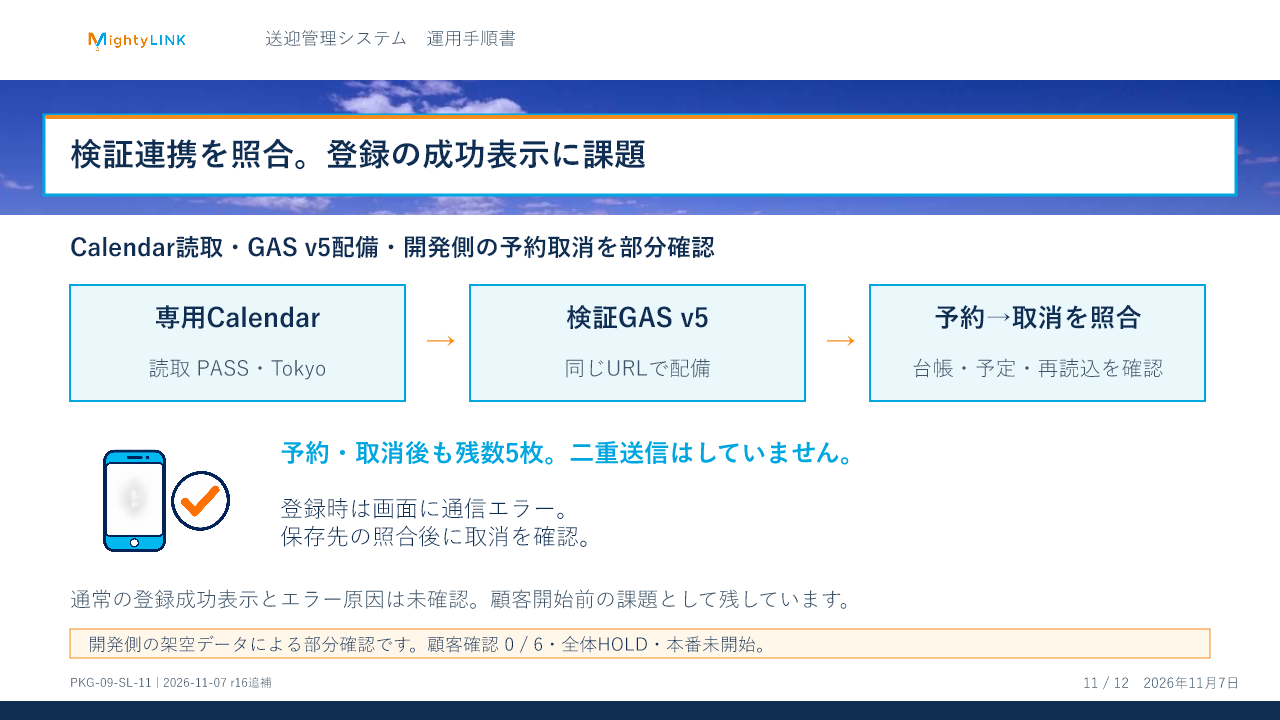 MightyLINK
送迎管理システム　運用手順書
検証連携を照合。登録の成功表示に課題
Calendar読取・GAS v5配備・開発側の予約取消を部分確認
専用Calendar
読取 PASS・Tokyo
→
検証GAS v5
同じURLで配備
→
予約→取消を照合
台帳・予定・再読込を確認
予約・取消後も残数5枚。二重送信はしていません。
登録時は画面に通信エラー。
保存先の照合後に取消を確認。
通常の登録成功表示とエラー原因は未確認。顧客開始前の課題として残しています。
開発側の架空データによる部分確認です。顧客確認 0 / 6・全体HOLD・本番未開始。
PKG-09-SL-11 | 2026-11-07 r16追補
11 / 12　2026年11月7日